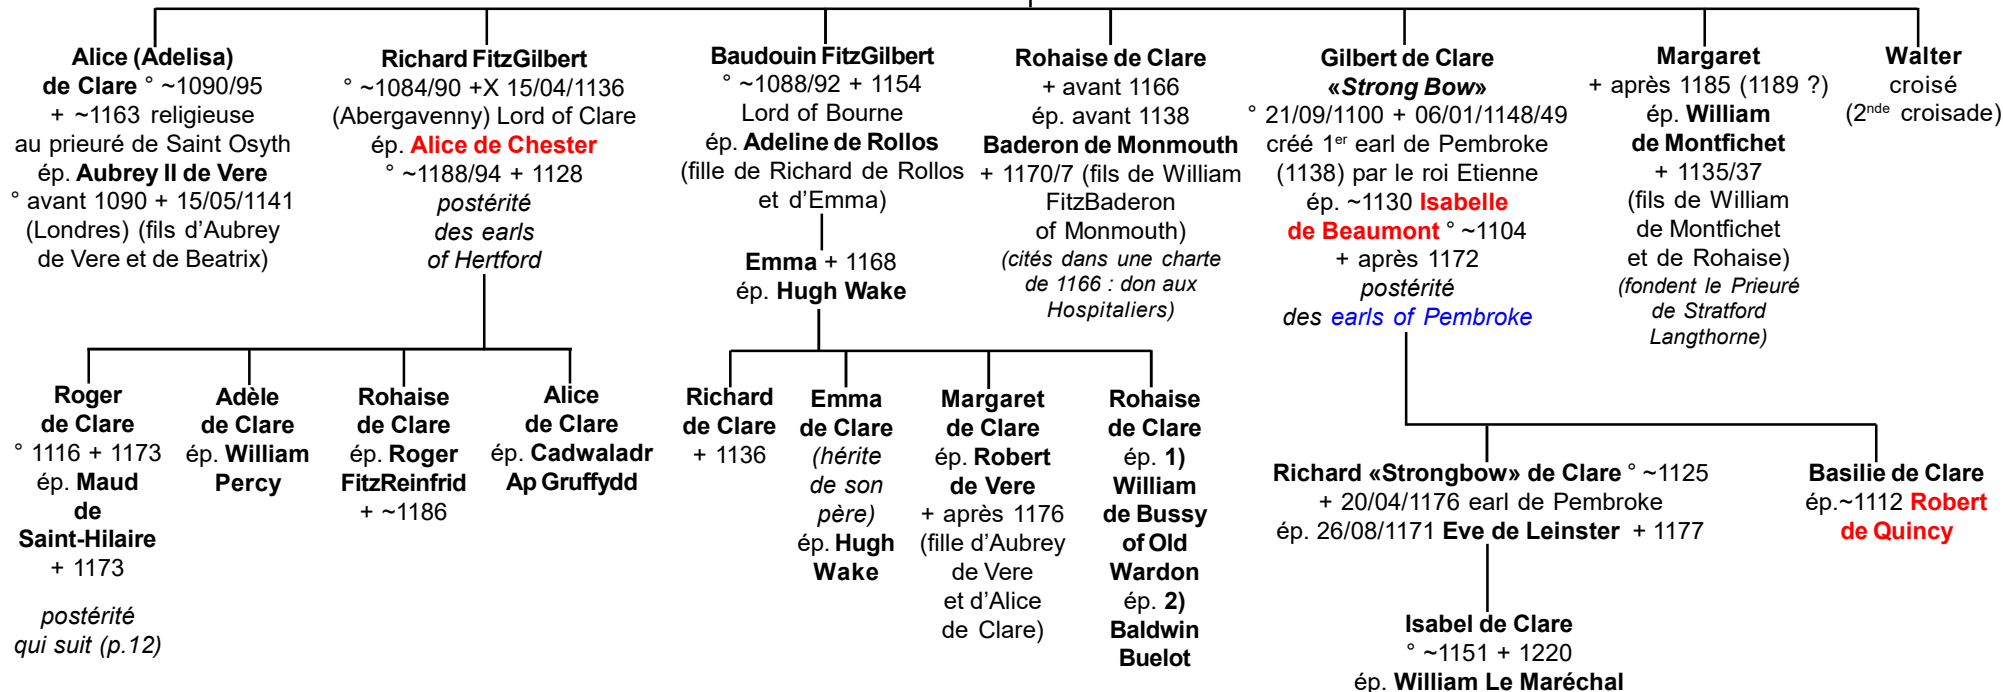 Alice (Adelisa)
de Clare ° ~1090/95
+ ~1163 religieuse
au prieuré de Saint Osyth
ép. Aubrey II de Vere
° avant 1090 + 15/05/1141
(Londres) (fils d’Aubrey
de Vere et de Beatrix)
Richard FitzGilbert
° ~1084/90 +X 15/04/1136
(Abergavenny) Lord of Clare
ép. Alice de Chester
° ~1188/94 + 1128
postérité
des earls
of Hertford
Baudouin FitzGilbert
° ~1088/92 + 1154
Lord of Bourne
ép. Adeline de Rollos
(fille de Richard de Rollos
et d’Emma)
Emma + 1168
ép. Hugh Wake
Rohaise de Clare
+ avant 1166
ép. avant 1138
Baderon de Monmouth
+ 1170/7 (fils de William
FitzBaderon
of Monmouth)
(cités dans une charte
de 1166 : don aux
Hospitaliers)
Gilbert de Clare
«Strong Bow»
° 21/09/1100 + 06/01/1148/49
créé 1er earl de Pembroke
(1138) par le roi Etienne
ép. ~1130 Isabelle
de Beaumont ° ~1104
+ après 1172
postérité
des earls of Pembroke
Margaret
+ après 1185 (1189 ?)
ép. William
de Montfichet
+ 1135/37
(fils de William
de Montfichet
et de Rohaise)
(fondent le Prieuré
de Stratford
Langthorne)
Walter
croisé
(2nde croisade)
Roger
de Clare
° 1116 + 1173
ép. Maud
de
Saint-Hilaire
+ 1173
postérité
qui suit (p.12)
Adèle
de Clare
ép. William
Percy
Rohaise
de Clare
ép. Roger
FitzReinfrid
+ ~1186
Alice
de Clare
ép. Cadwaladr
Ap Gruffydd
Richard
de Clare
+ 1136
Emma
de Clare
(hérite
de son
père)
ép. Hugh
Wake
Margaret
de Clare
ép. Robert
de Vere
+ après 1176
(fille d’Aubrey
de Vere
et d’Alice
de Clare)
Rohaise
de Clare
ép. 1)
William
de Bussy
of Old
Wardon
ép. 2)
Baldwin
Buelot
Richard «Strongbow» de Clare ° ~1125
+ 20/04/1176 earl de Pembroke
ép. 26/08/1171 Eve de Leinster + 1177
Basilie de Clare
ép.~1112 Robert
de Quincy
Isabel de Clare
° ~1151 + 1220
ép. William Le Maréchal